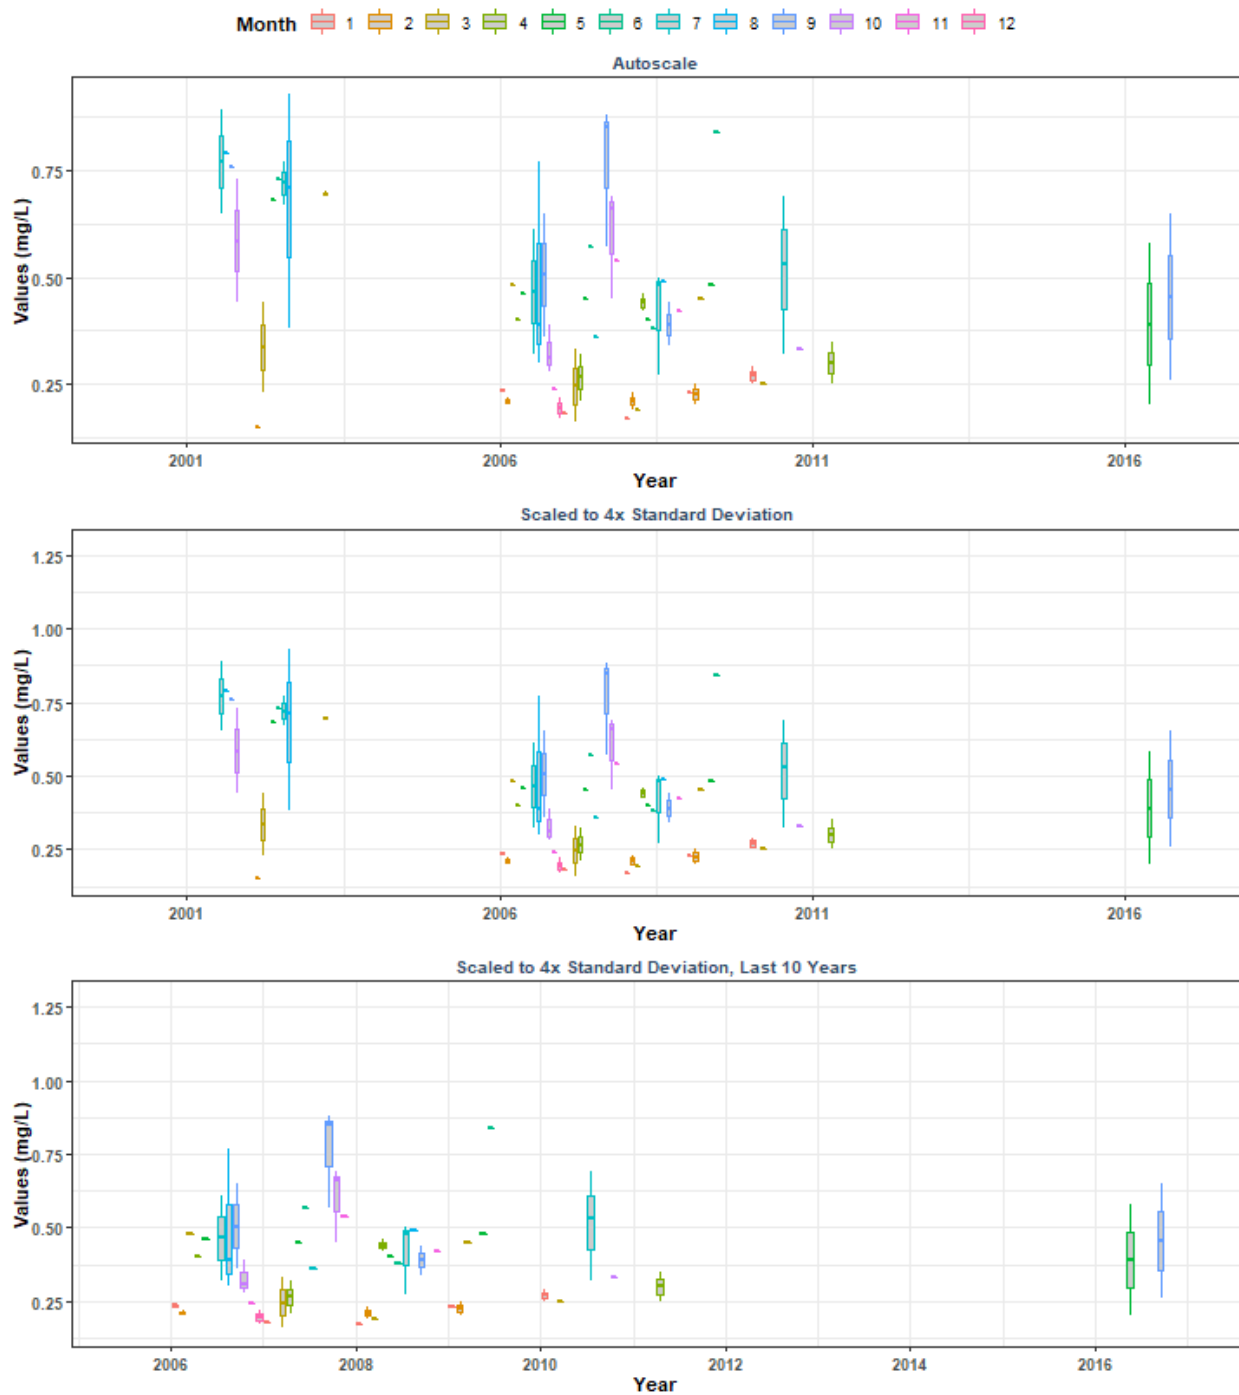 Month 1 2 3 4 5 6 7 8 9 10 11 12
Autoscale
Values (mg/L)
0.75
0.50
0.25
2001 2006 2011 2016
Year
Scaled to 4x Standard Deviation
Values (mg/L)
1.25
1.00
0.75
0.50
0.25
2001 2006 2011 2016
Year
Scaled to 4x Standard Deviation, Last 10 Years
Values (mg/L)
1.25
1.00
0.75
0.50
0.25
2006 2008 2010 2012 2014 2016
Year